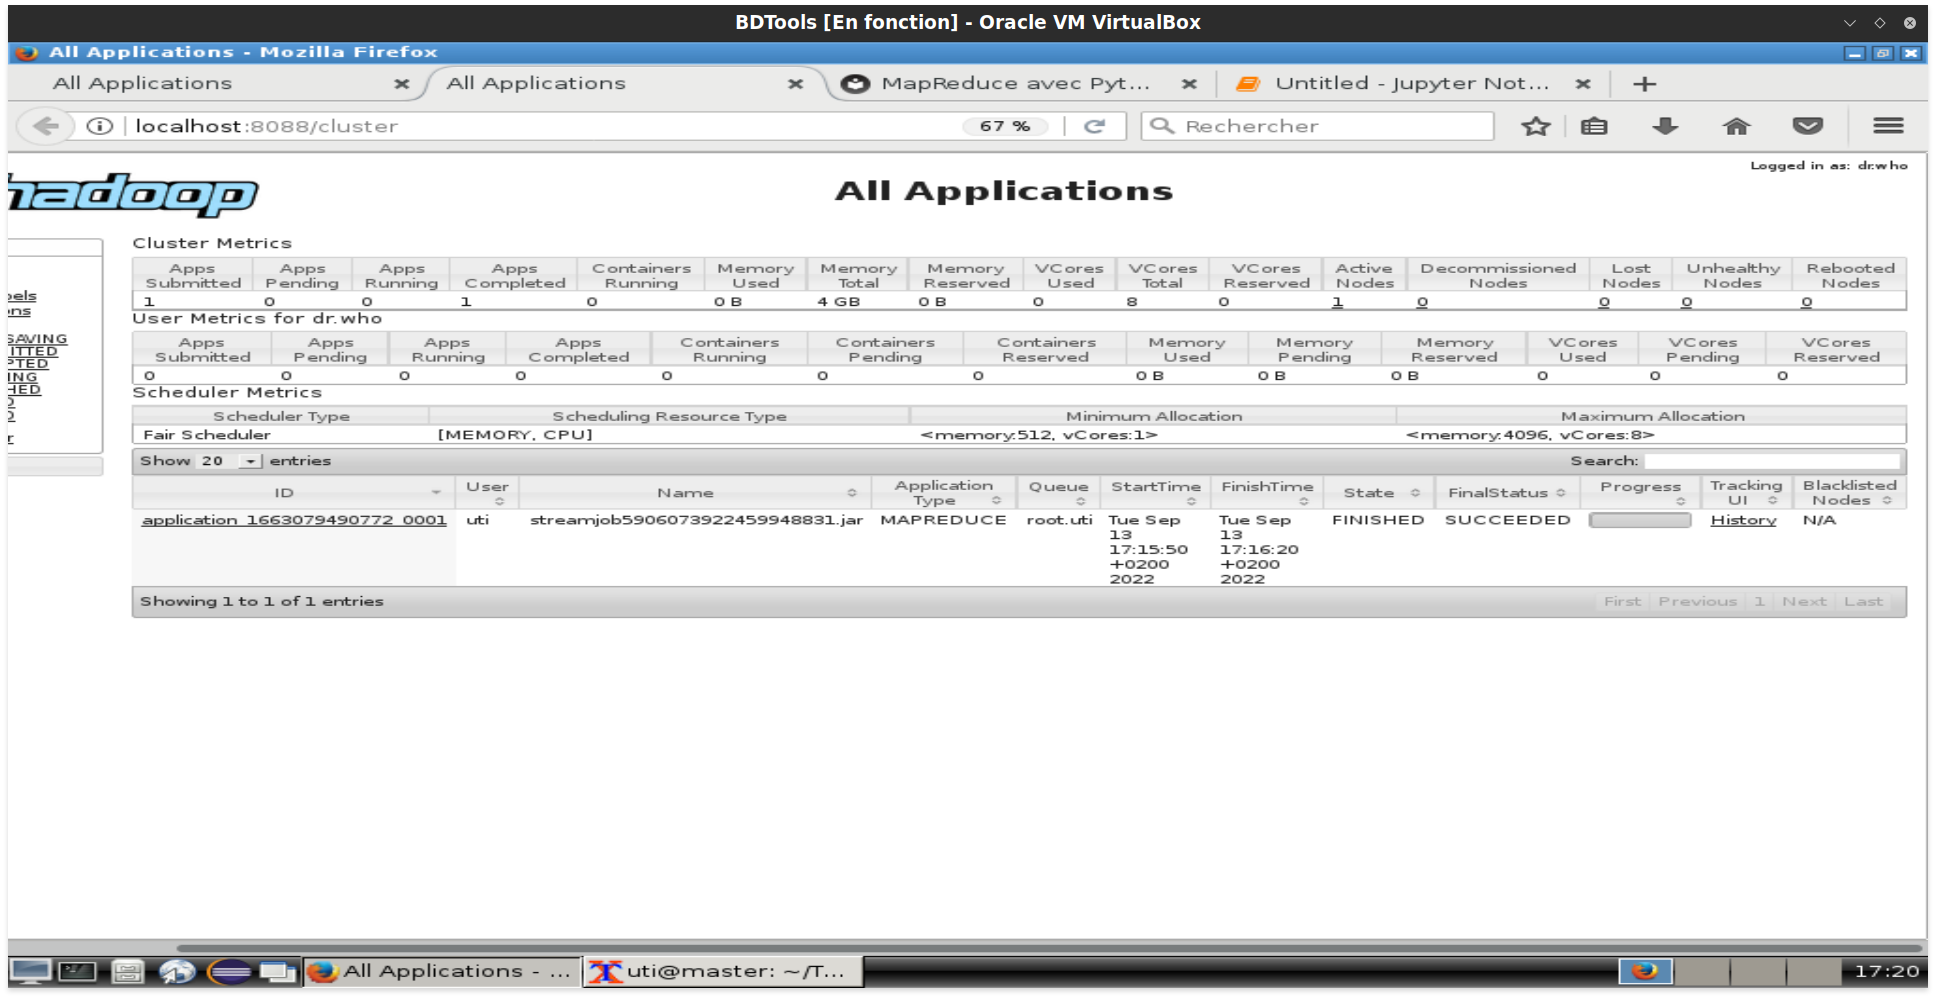 BDTools [En fonction] - Oracle VM VirtualBox
All Applications - Mozilla Firefox
All Applications All Applications MapReduce avec Pyt... Untitled - Jupyter Not...
localhost:8088/cluster 67 % Rechercher
Logged in as: dr.who
hadoop
All Applications
Cluster Metrics
Apps Submitted Apps Pending Apps Running Apps Completed Containers Running Memory Used Memory Total Memory Reserved VCores Used VCores Total VCores Reserved Active Nodes Decommissioned Nodes Lost Nodes Unhealthy Nodes Rebooted Nodes
1 0 0 1 0 0 B 4 GB 0 B 0 8 0 1 0 0 0 0
User Metrics for dr.who
Apps Submitted Apps Pending Apps Running Apps Completed Containers Running Containers Pending Containers Reserved Memory Used Memory Pending Memory Reserved VCores Used VCores Pending VCores Reserved
0 0 0 0 0 0 0 0 B 0 B 0 B 0 0 0
Scheduler Metrics
Scheduler Type Scheduling Resource Type Minimum Allocation Maximum Allocation
Fair Scheduler [MEMORY, CPU] <memory:512, vCores:1> <memory:4096, vCores:8>
Show 20 entries Search:
ID User Name Application Type Queue StartTime FinishTime State FinalStatus Progress Tracking UI Blacklisted Nodes
application_1663079490772_0001 uti streamjob5906073922459948831.jar MAPREDUCE root.uti Tue Sep 13 17:15:50 +0200 2022 Tue Sep 13 17:16:20 +0200 2022 FINISHED SUCCEEDED History N/A
Showing 1 to 1 of 1 entries First Previous 1 Next Last
All Applications - ... uti@master: ~/T... 17:20